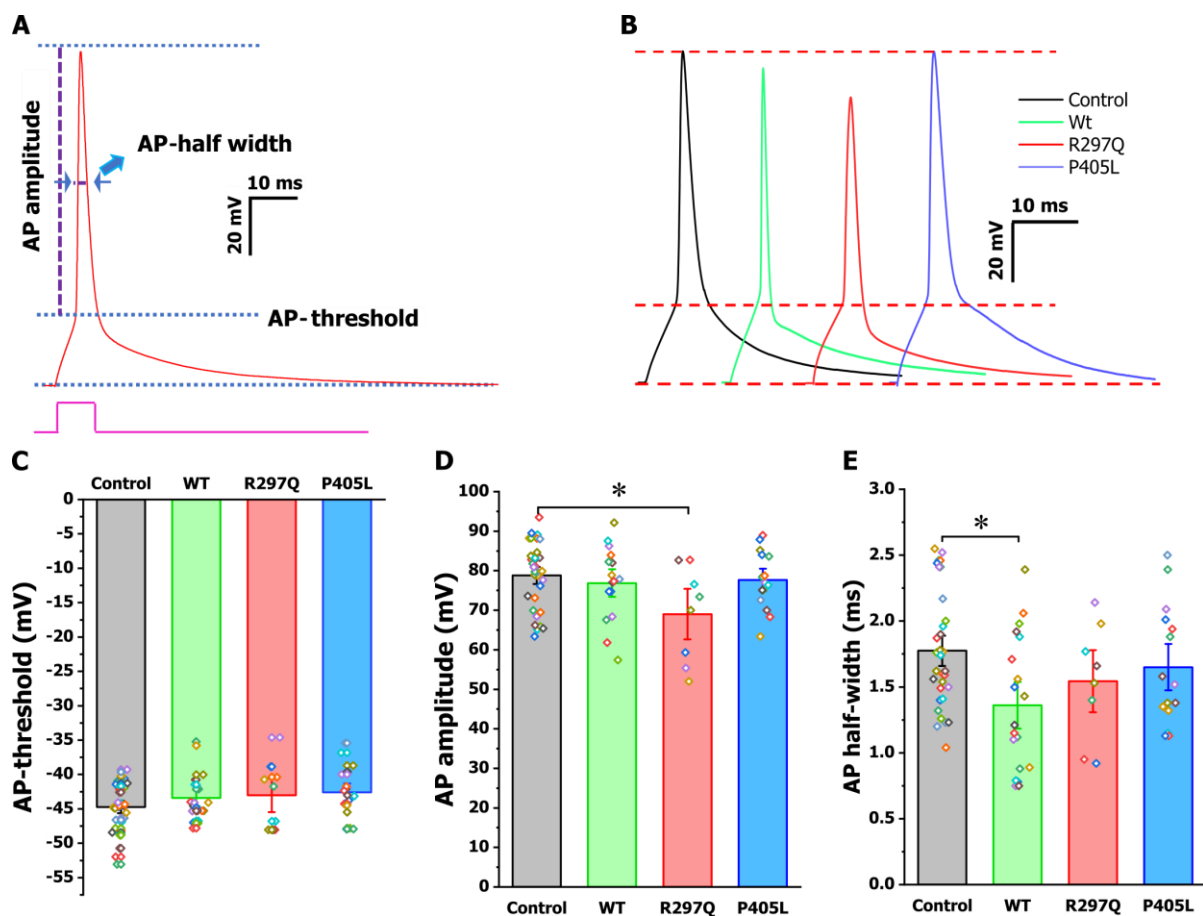 A
AP amplitude
AP-half width
10 ms
20 mV
AP-threshold
B
Control
Wt
R297Q
P405L
10 ms
20 mV
C
Control WT R297Q P405L
0
-5
-10
-15
-20
-25
-30
-35
-40
-45
-50
-55
AP-threshold (mV)
D
*
100
90
80
70
60
50
40
30
20
10
0
AP amplitude (mV)
Control WT R297Q P405L
E
*
3.0
2.5
2.0
1.5
1.0
0.5
0.0
AP half-width (ms)
Control WT R297Q P405L